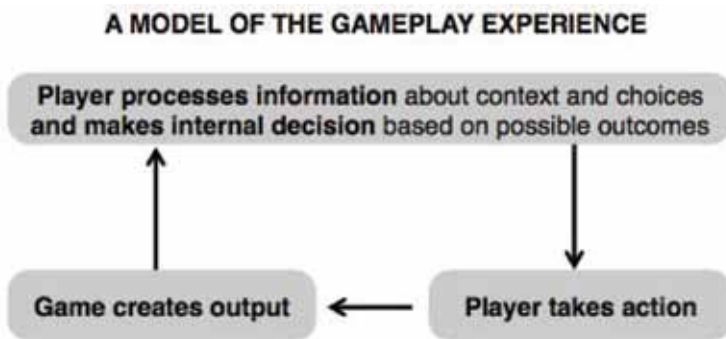 A MODEL OF THE GAMEPLAY EXPERIENCE
Player processes information about context and choices
and makes internal decision based on possible outcomes
Game creates output
Player takes action